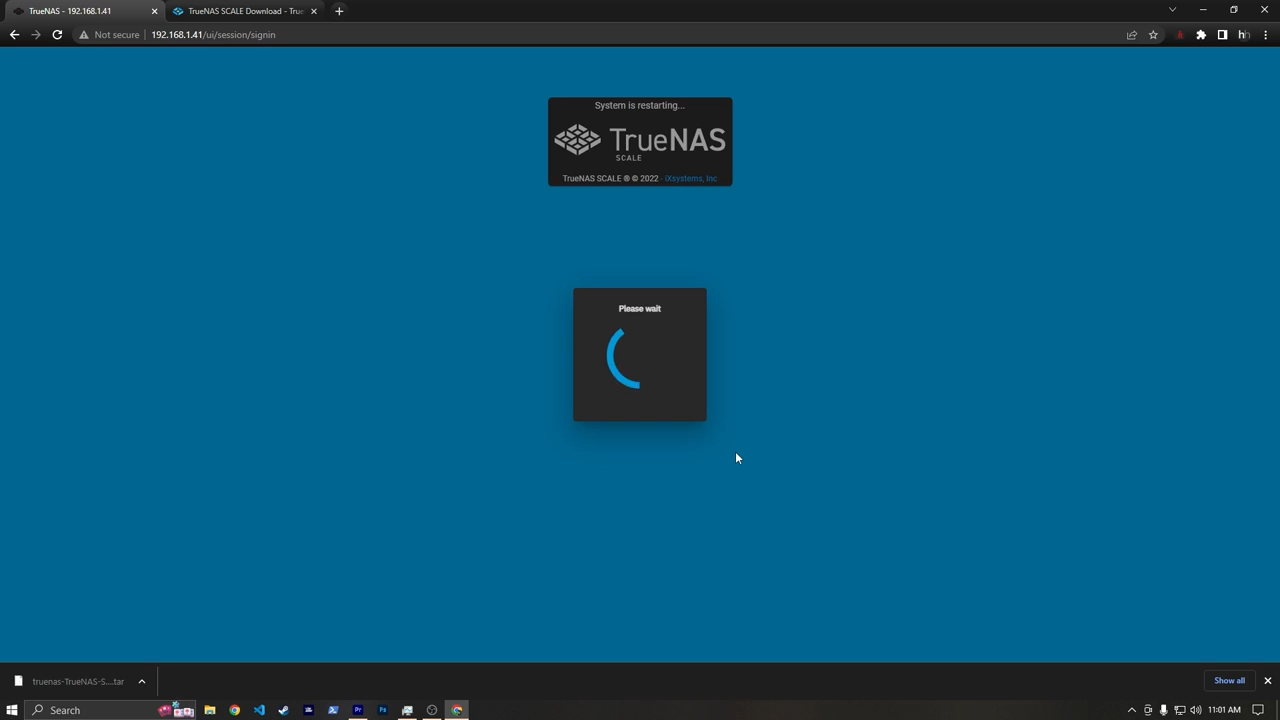 TrueNAS - 192.168.1.41
TrueNAS SCALE Download - True
Not secure
192.168.1.41/ui/session/signin
System is restarting...
TrueNAS
SCALE
TrueNAS SCALE ® © 2022 - iXsystems, Inc
Please wait
truenas-TrueNAS-S....tar
Show all
Search
11:01 AM